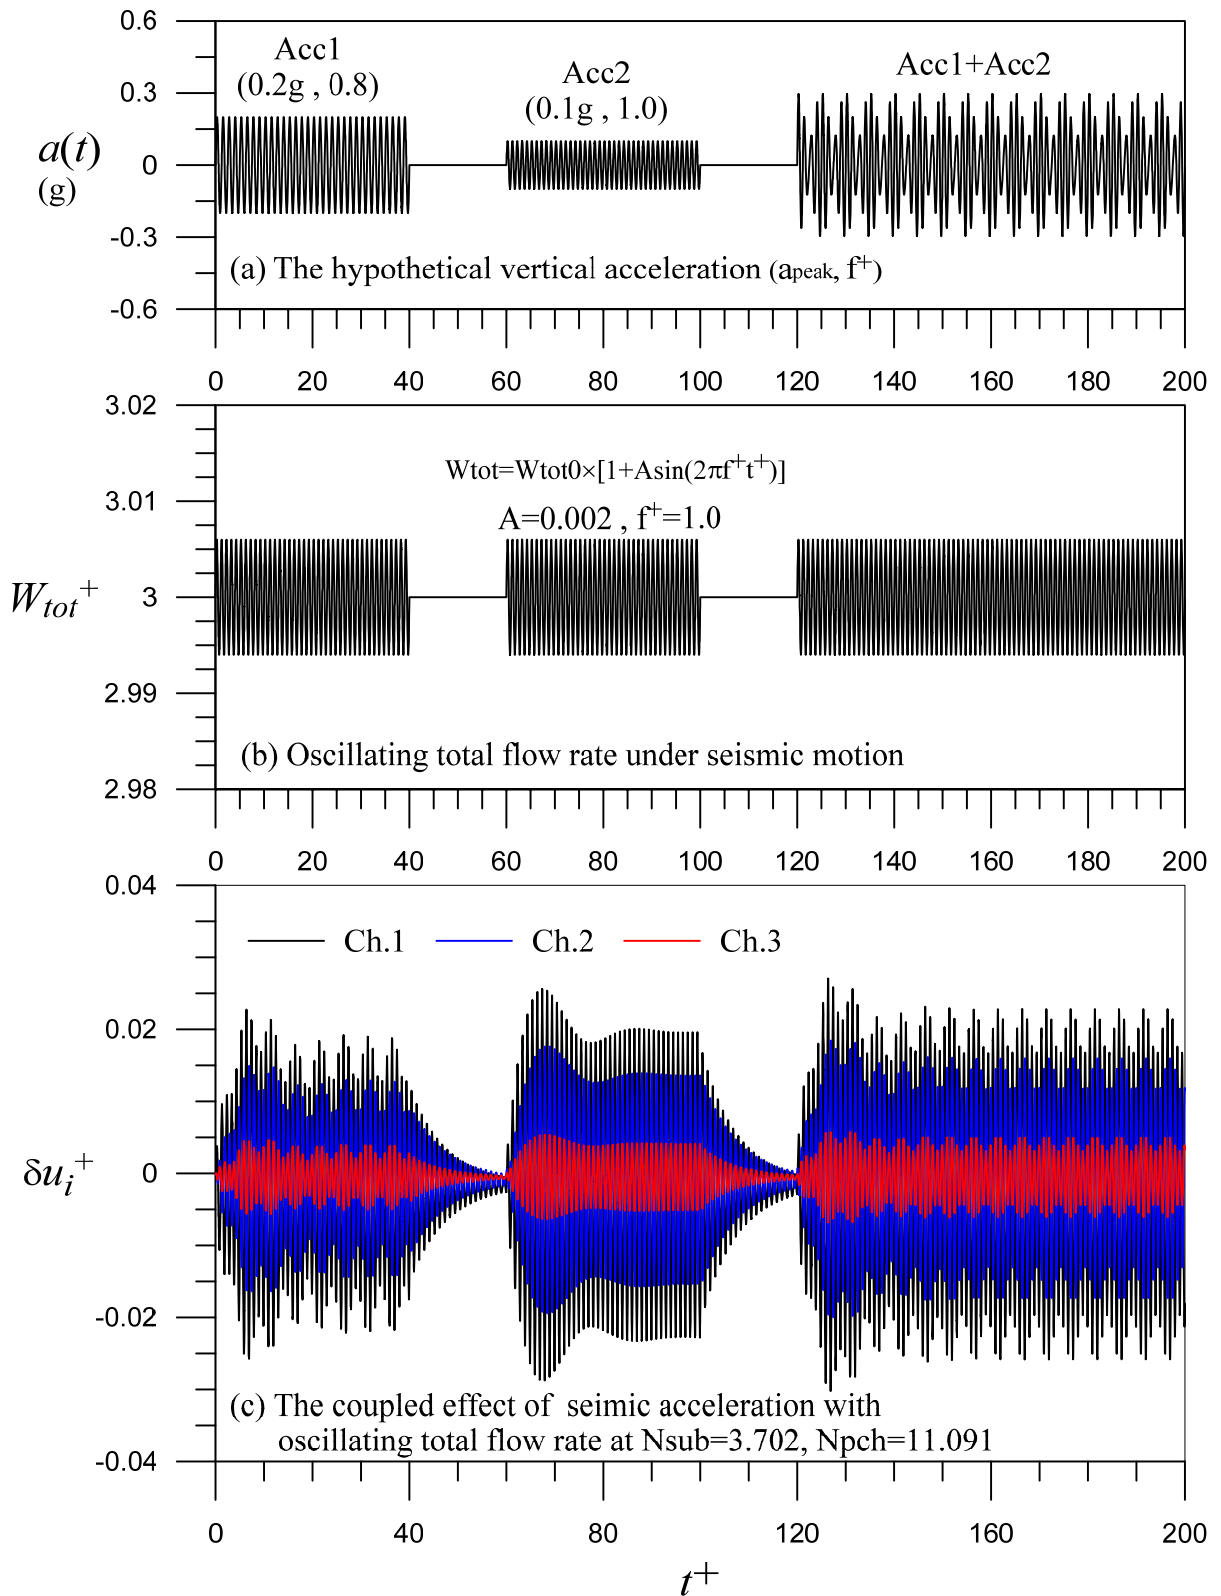 0.6
0.3
0
-0.3
-0.6
a(t)
(g)
Acc1
(0.2g , 0.8)
Acc2
(0.1g , 1.0)
Acc1+Acc2
(a) The hypothetical vertical acceleration (apeak, f+)
0 20 40 60 80 100 120 140 160 180 200
3.02
3.01
3
2.99
2.98
Wtot+
Wtot=Wtot0×[1+Asin(2πf+t+)]
A=0.002 , f+=1.0
(b) Oscillating total flow rate under seismic motion
0 20 40 60 80 100 120 140 160 180 200
0.04
0.02
0
-0.02
-0.04
δui+
Ch.1 Ch.2 Ch.3
(c) The coupled effect of seimic acceleration with
oscillating total flow rate at Nsub=3.702, Npch=11.091
0 40 80 120 160 200
t+